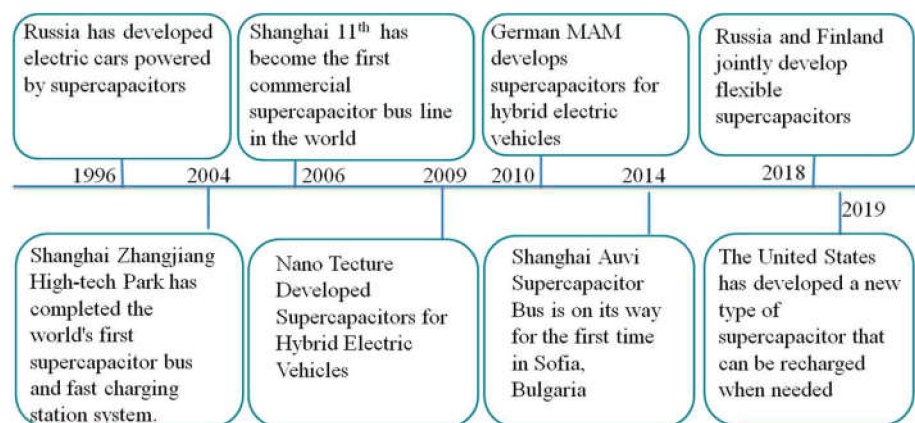 Russia has developed
electric cars powered
by supercapacitors
Shanghai 11th has
become the first
commercial
supercapacitor bus line
in the world
German MAM
develops
supercapacitors for
hybrid electric
vehicles
Russia and Finland
jointly develop
flexible
supercapacitors
1996
2004
2006
2009
2010
2014
2018
2019
Shanghai Zhangjiang
High-tech Park has
completed the
world's first
supercapacitor bus
and fast charging
station system.
Nano Tecture
Developed
Supercapacitors for
Hybrid Electric
Vehicles
Shanghai Auvi
Supercapacitor
Bus is on its way
for the first time
in Sofia,
Bulgaria
The United States
has developed a new
type of
supercapacitor that
can be recharged
when needed